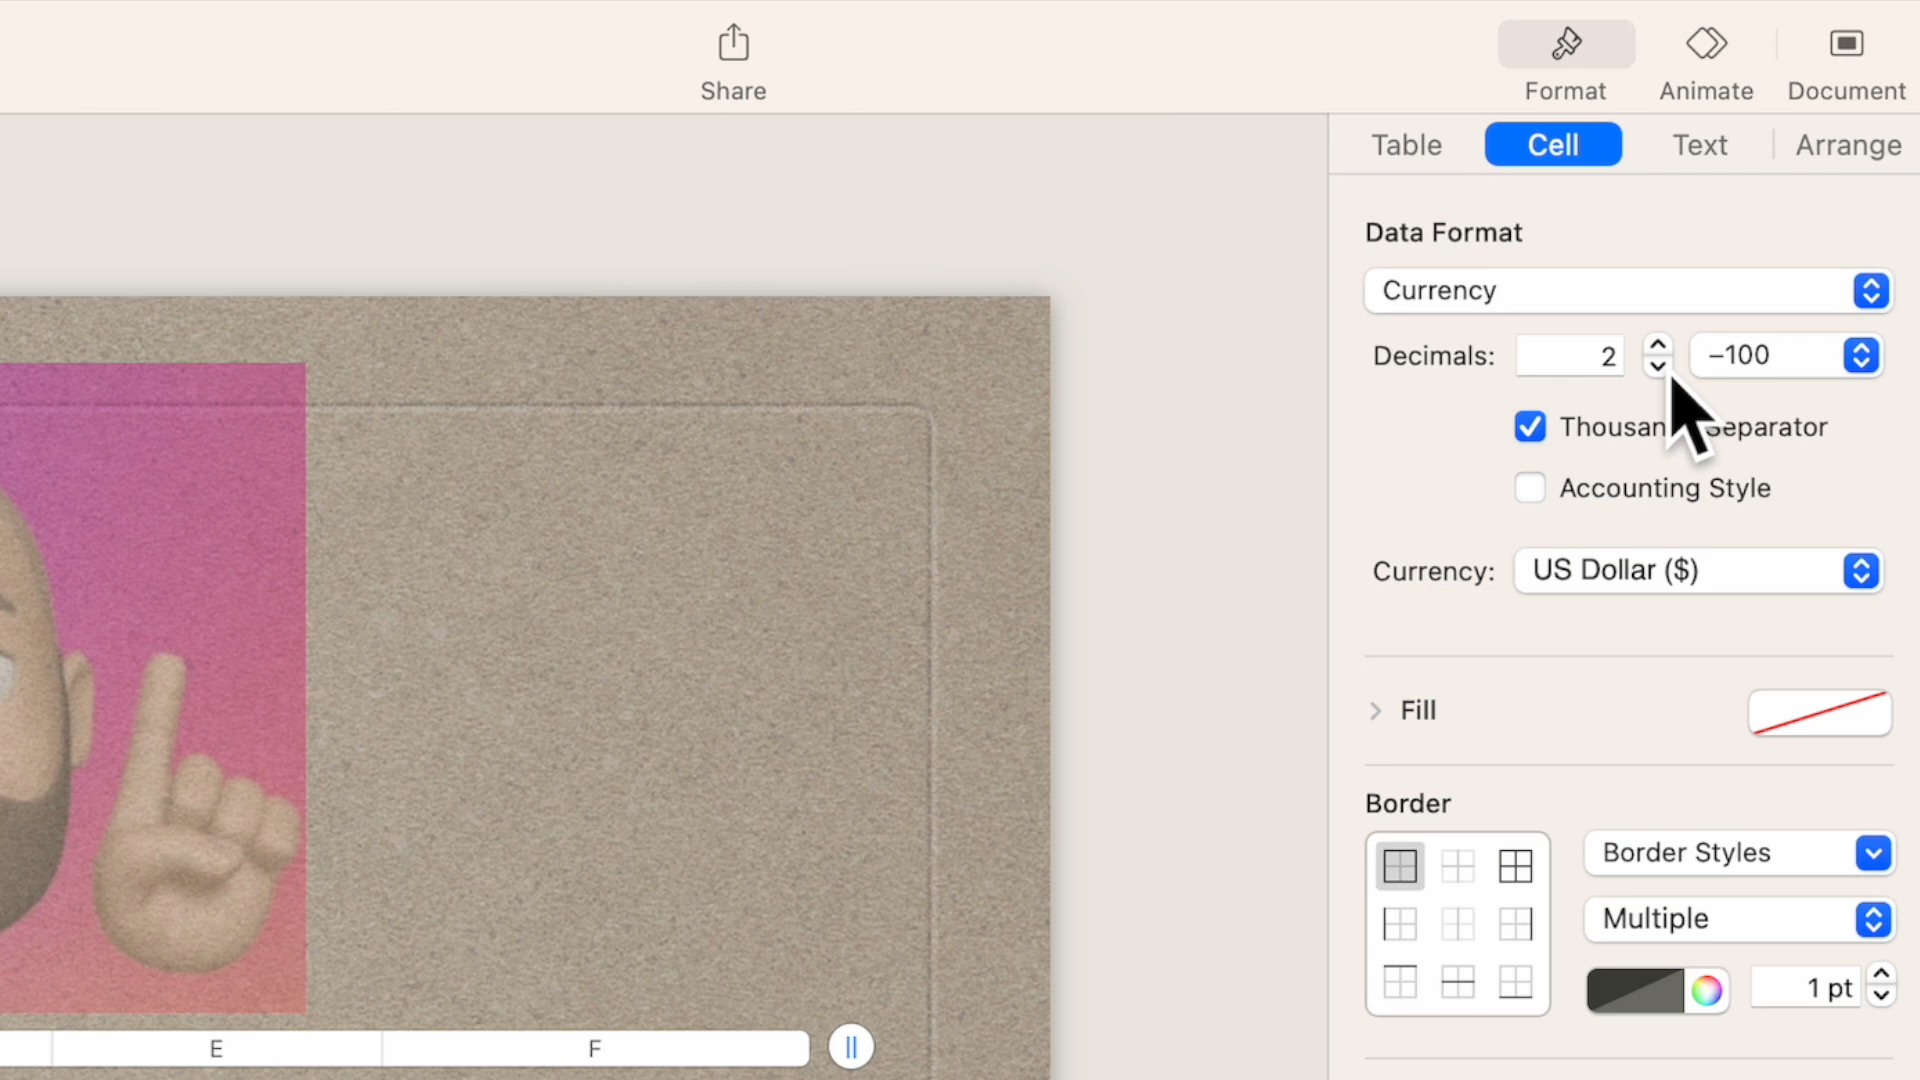 Share
Format Animate Document
Table Cell Text Arrange
Data Format
Currency
Decimals: 2 –100
Separator
Accounting Style
Currency: US Dollar ($)
Fill
Border
Border Styles
Multiple
1 pt
E F